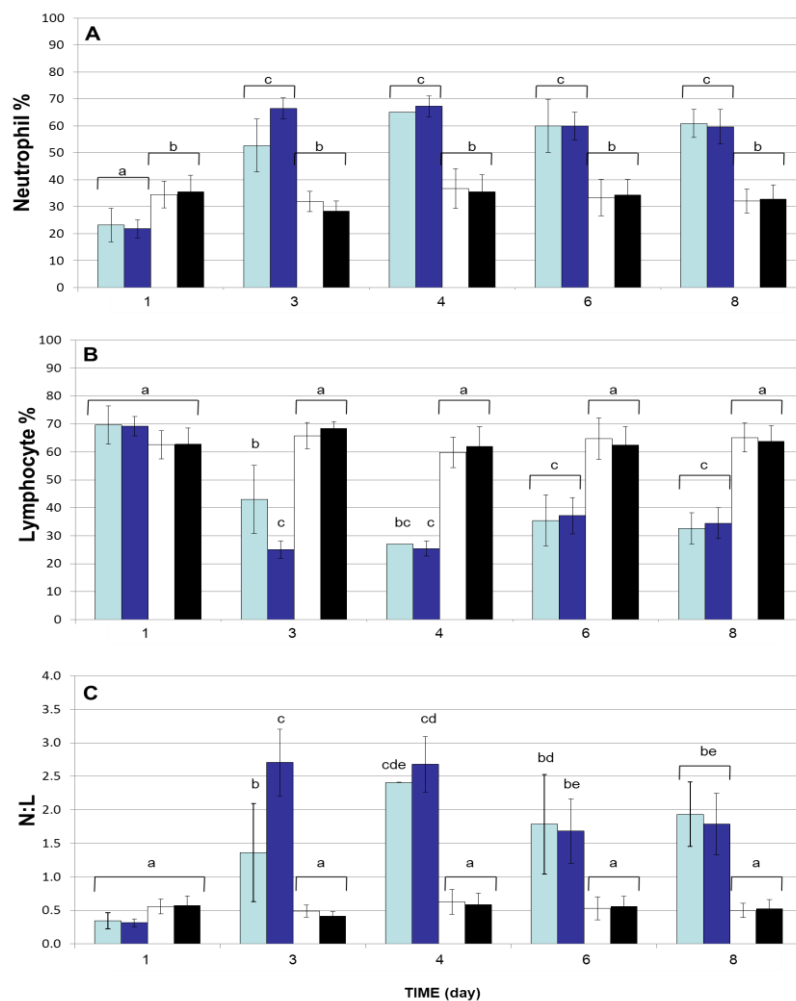 A
Neutrophil %
100
90
80
70
60
50
40
30
20
10
0
a b c b c b c b c b
1 3 4 6 8
B
Lymphocyte %
100
90
80
70
60
50
40
30
20
10
0
a b c a bc c a c a c a
1 3 4 6 8
C
N:L
4.0
3.5
3.0
2.5
2.0
1.5
1.0
0.5
0.0
a b c a cde cd a bd be a be a
1 3 4 6 8
TIME (day)